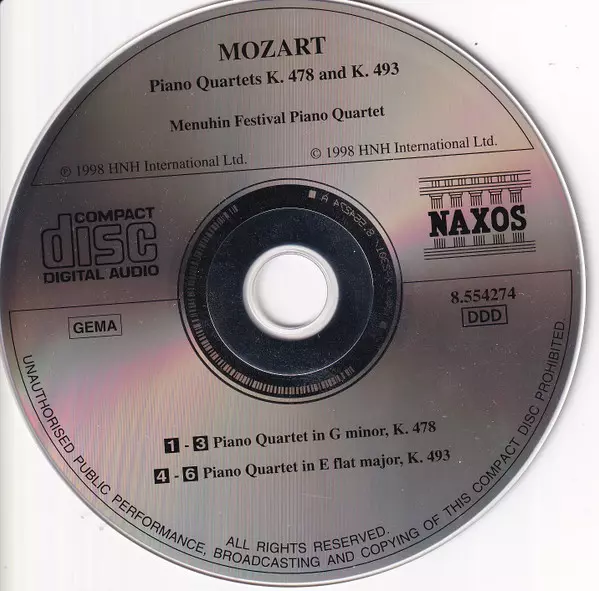 MOZART
Piano Quartets K. 478 and K. 493
Menuhin Festival Piano Quartet
℗ 1998 HNH International Ltd.
© 1998 HNH International Ltd.
COMPACT
disc
DIGITAL AUDIO
NAXOS
GEMA
8.554274
DDD
1 - 3 Piano Quartet in G minor, K. 478
4 - 6 Piano Quartet in E flat major, K. 493
ALL RIGHTS RESERVED.
UNAUTHORISED PUBLIC PERFORMANCE, BROADCASTING AND COPYING OF THIS COMPACT DISC PROHIBITED.